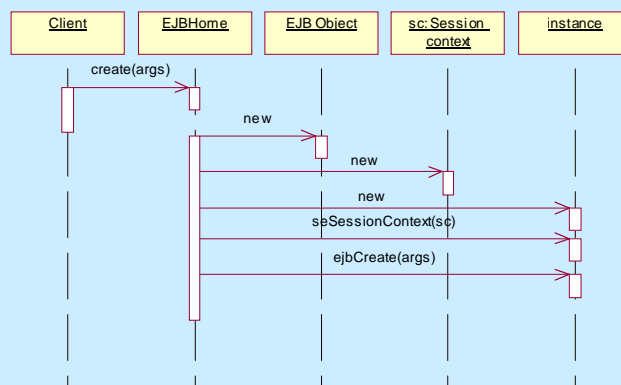 Client
EJBHome
EJB Object
sc: Session
context
instance
create(args)
new
new
new
seSessionContext(sc)
ejbCreate(args)